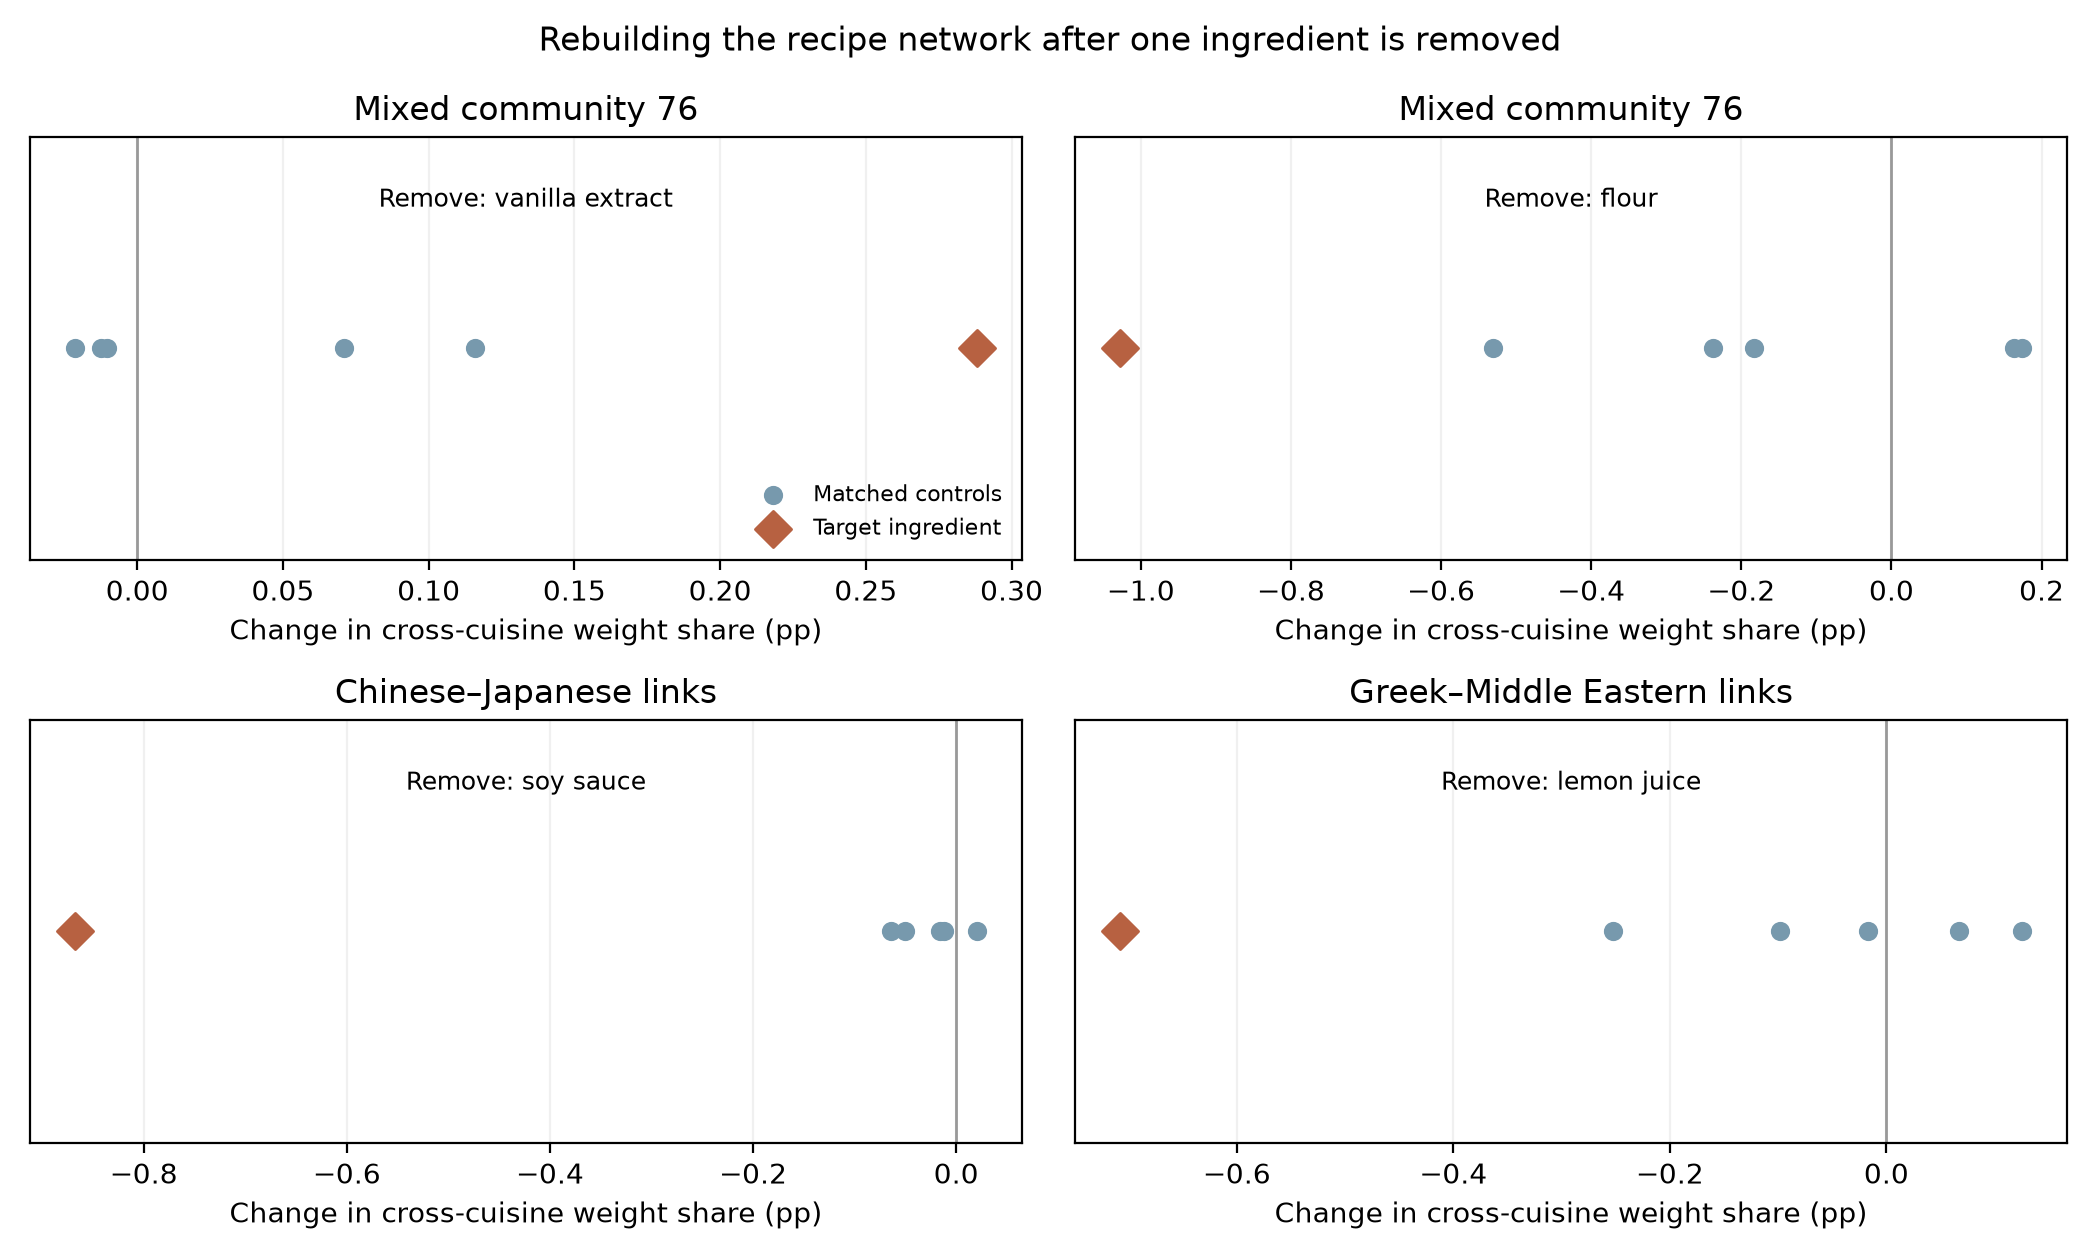 Rebuilding the recipe network after one ingredient is removed
Mixed community 76
Remove: vanilla extract
Matched controls
Target ingredient
0.00 0.05 0.10 0.15 0.20 0.25 0.30
Change in cross-cuisine weight share (pp)
Mixed community 76
Remove: flour
−1.0 −0.8 −0.6 −0.4 −0.2 0.0 0.2
Change in cross-cuisine weight share (pp)
Chinese–Japanese links
Remove: soy sauce
−0.8 −0.6 −0.4 −0.2 0.0
Change in cross-cuisine weight share (pp)
Greek–Middle Eastern links
Remove: lemon juice
−0.6 −0.4 −0.2 0.0
Change in cross-cuisine weight share (pp)